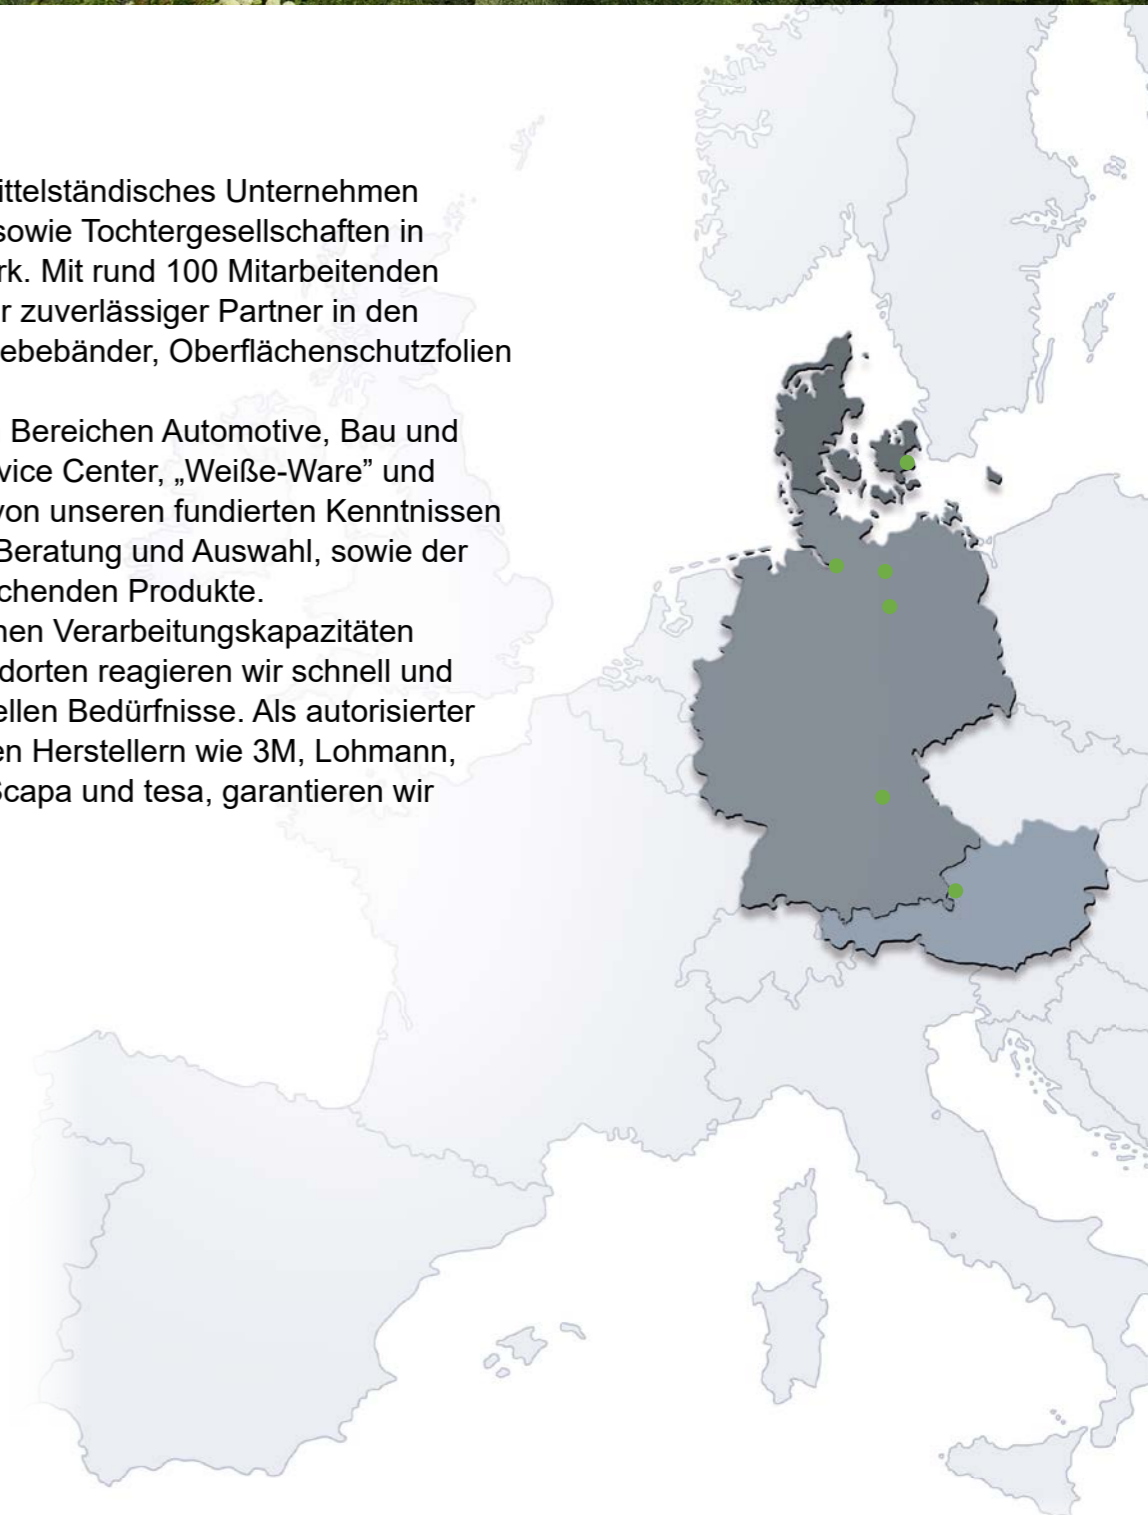 ittelständisches Unternehmen
sowie Tochtergesellschaften in
rk. Mit rund 100 Mitarbeitenden
r zuverlässiger Partner in den
ebebänder, Oberflächenschutzfolien
Bereichen Automotive, Bau und
vice Center, „Weiße-Ware” und
von unseren fundierten Kenntnissen
Beratung und Auswahl, sowie der
chenden Produkte.
nen Verarbeitungskapazitäten
ndorten reagieren wir schnell und
ellen Bedürfnisse. Als autorisierter
en Herstellern wie 3M, Lohmann,
Scapa und tesa, garantieren wir